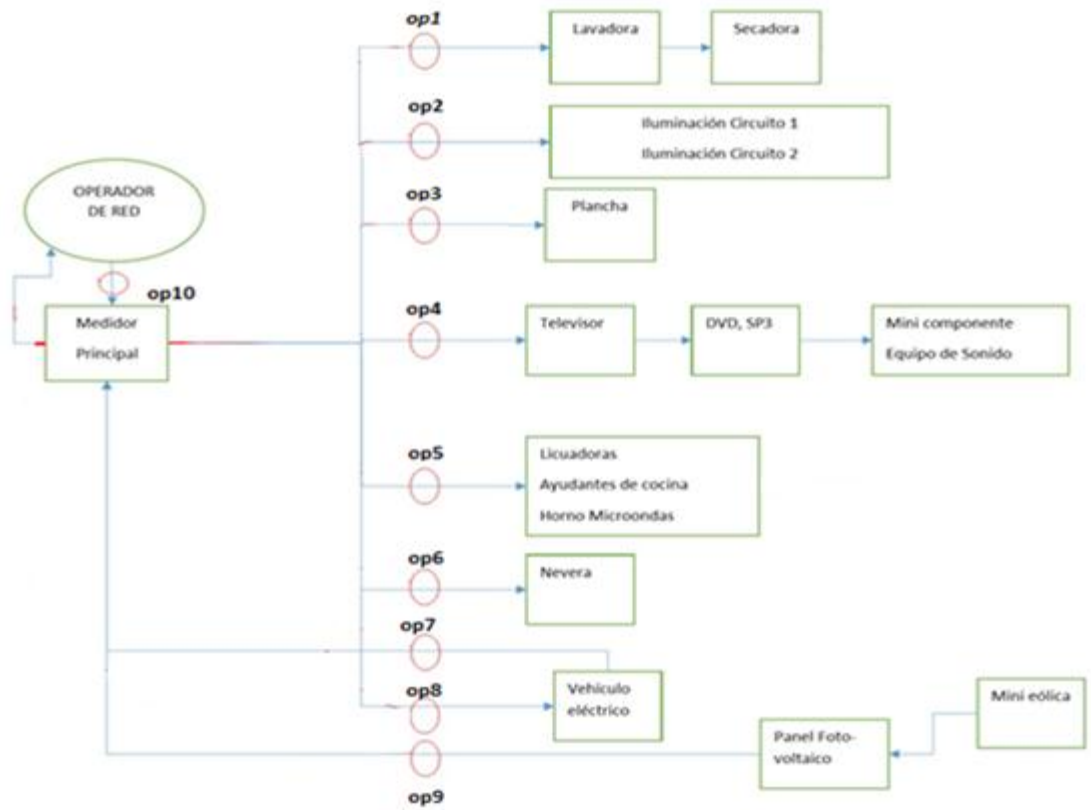 op1
Lavadora
Secadora
op2
Iluminación Circuito 1
Iluminación Circuito 2
op3
Plancha
OPERADOR
DE RED
op10
Medidor
Principal
op4
Televisor
DVD, SP3
Mini componente
Equipo de Sonido
op5
Licuadoras
Ayudantes de cocina
Horno Microondas
op6
Nevera
op7
op8
Vehículo
eléctrico
Mini eólica
Panel Foto-
voltaico
op9